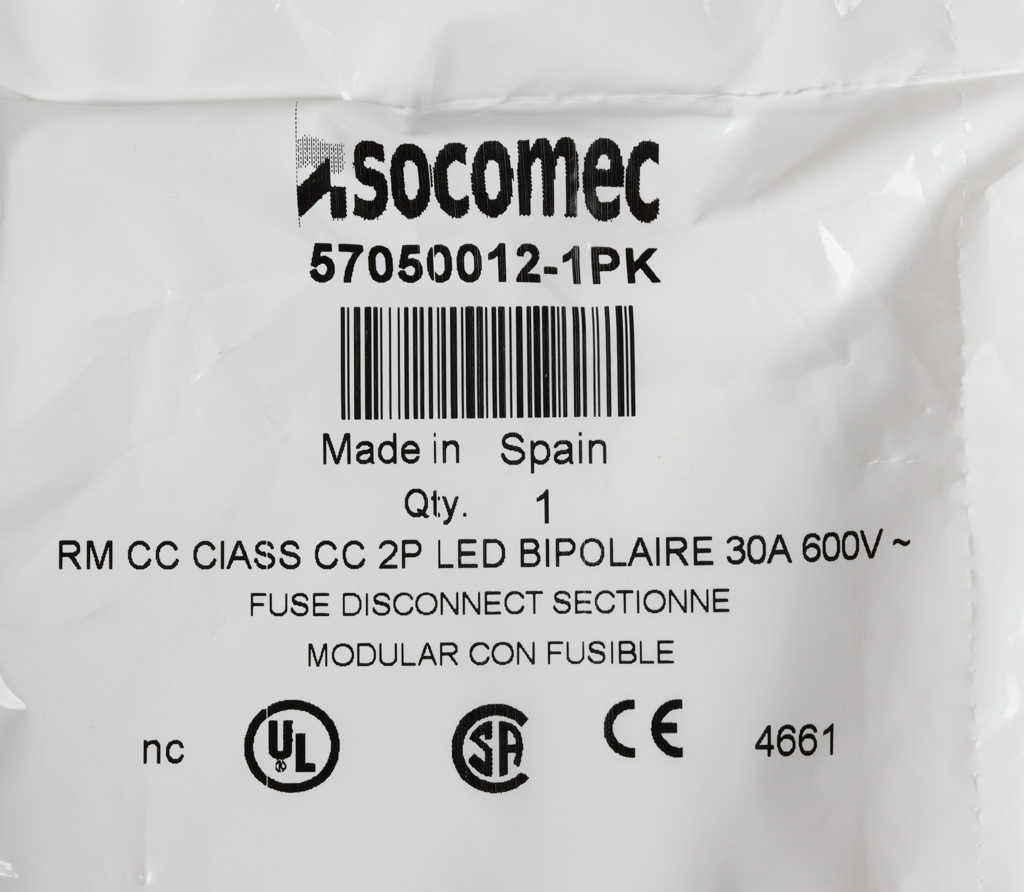 socomec
57050012-1PK
Made in Spain
Qty. 1
RM CC CIASS CC 2P LED BIPOLAIRE 30A 600V ~
FUSE DISCONNECT SECTIONNE
MODULAR CON FUSIBLE
nc UL SA CE 4661